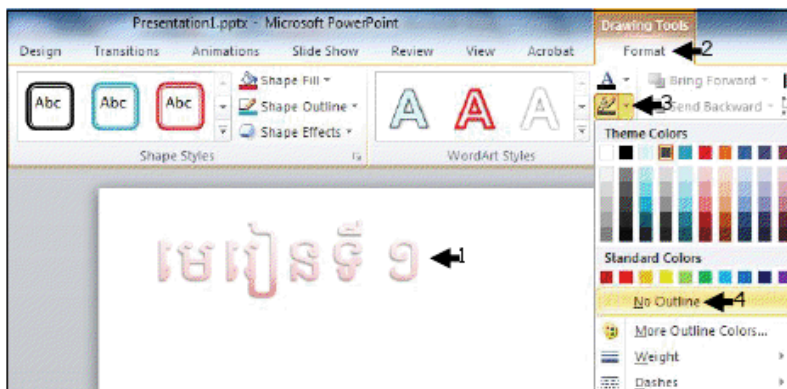 Presentation1.pptx - Microsoft PowerPoint
Drawing Tools
Design Transitions Animations Slide Show Review View Acrobat Format 2
Abc Abc Abc
Shape Fill
Shape Outline
Shape Effects
Shape Styles
A A A
WordArt Styles
A
Bring Forward
3
Send Backward
Theme Colors
Standard Colors
No Outline 4
More Outline Colors...
Weight
Dashes
មេរៀនទី ១ 1